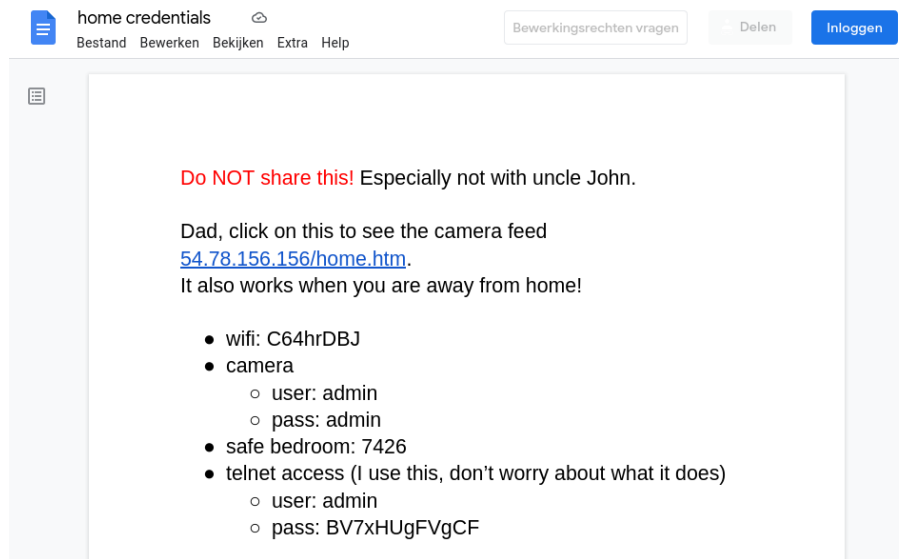 home credentials
Bestand Bewerken Bekijken Extra Help
Bewerkingsrechten vragen
Delen
Inloggen
Do NOT share this! Especially not with uncle John.
Dad, click on this to see the camera feed
54.78.156.156/home.htm.
It also works when you are away from home!
● wifi: C64hrDBJ
● camera
○ user: admin
○ pass: admin
● safe bedroom: 7426
● telnet access (I use this, don’t worry about what it does)
○ user: admin
○ pass: BV7xHUgFVgCF